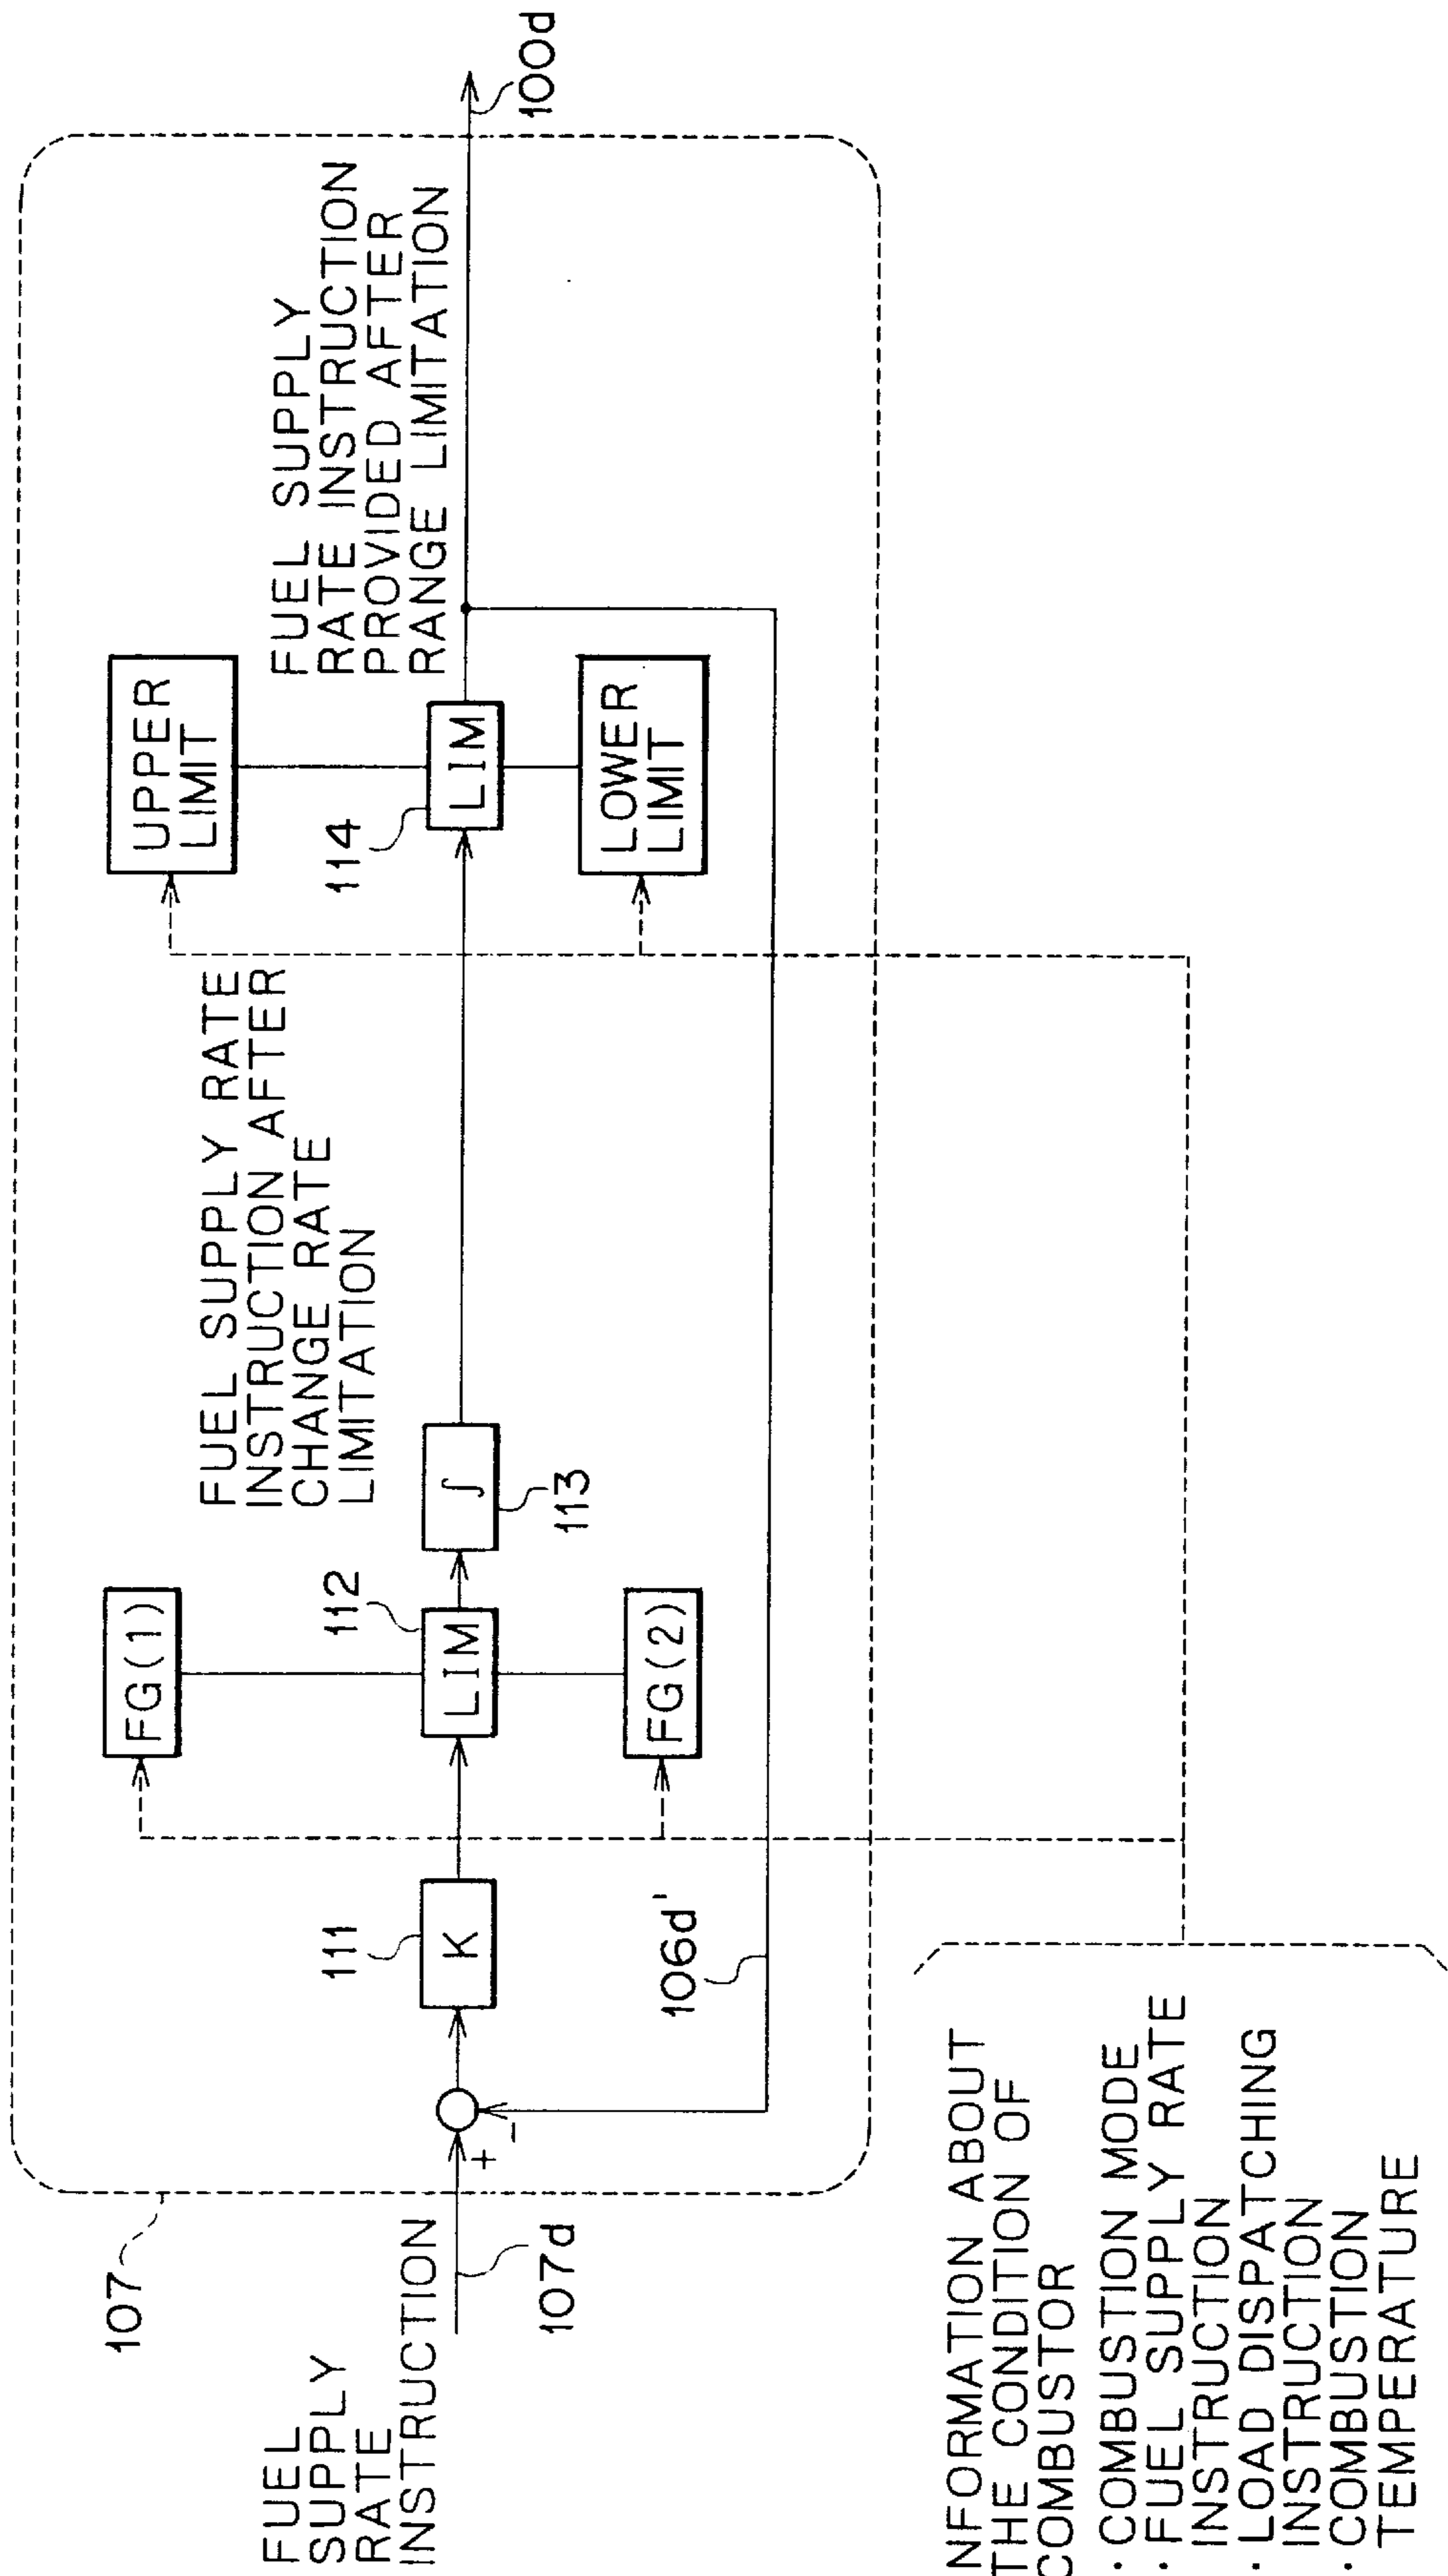 107
FUEL
SUPPLY
RATE
INSTRUCTION
107d
+
-
111
K
106d'
FG(1)
112
LIM
FG(2)
∫
113
FUEL SUPPLY RATE
INSTRUCTION AFTER
CHANGE RATE
LIMITATION
UPPER
LIMIT
114
LIM
LOWER
LIMIT
FUEL SUPPLY
RATE INSTRUCTION
PROVIDED AFTER
RANGE LIMITATION
100d
NFORMATION ABOUT
THE CONDITION OF
COMBUSTOR
· COMBUSTION MODE
· FUEL SUPPLY RATE
INSTRUCTION
· LOAD DISPATCHING
INSTRUCTION
· COMBUSTION
TEMPERATURE